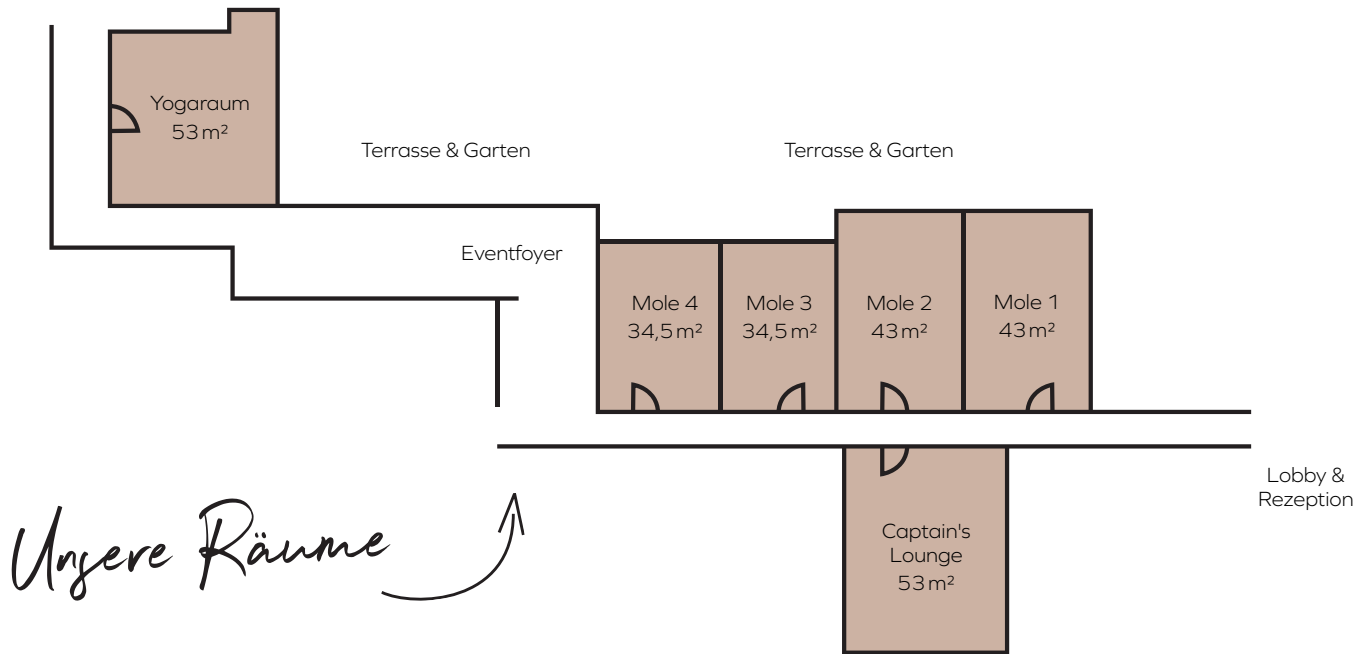 Yogaraum
53 m²
Terrasse & Garten
Terrasse & Garten
Eventfoyer
Mole 4
34,5 m²
Mole 3
34,5 m²
Mole 2
43 m²
Mole 1
43 m²
Lobby &
Rezeption
Captain's
Lounge
53 m²
Unsere Räume